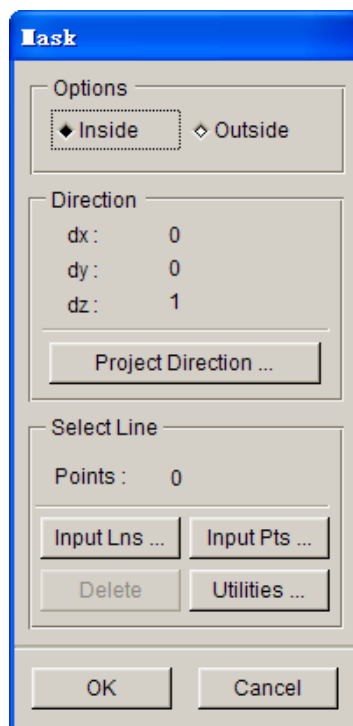 Mask
Options
Inside Outside
Direction
dx : 0
dy : 0
dz : 1
Project Direction ...
Select Line
Points : 0
Input Lns ... Input Pts ...
Delete Utilities ...
OK Cancel